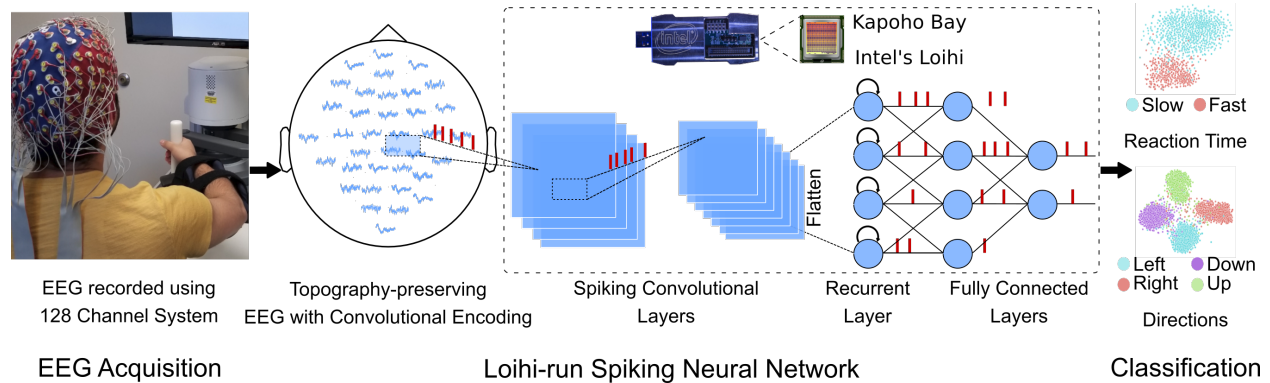 intel
Kapoho Bay
Intel's Loihi
Slow Fast
Reaction Time
Flatten
Left Down
Right Up
Directions
EEG recorded using
128 Channel System
Topography-preserving
EEG with Convolutional Encoding
Spiking Convolutional
Layers
Recurrent
Layer
Fully Connected
Layers
EEG Acquisition
Loihi-run Spiking Neural Network
Classification